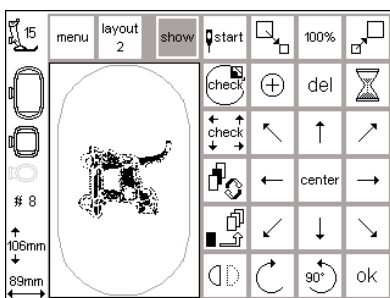 15
menu
layout
2
show
start
100%
check
del
check
center
# 8
106mm
89mm
90°
ok